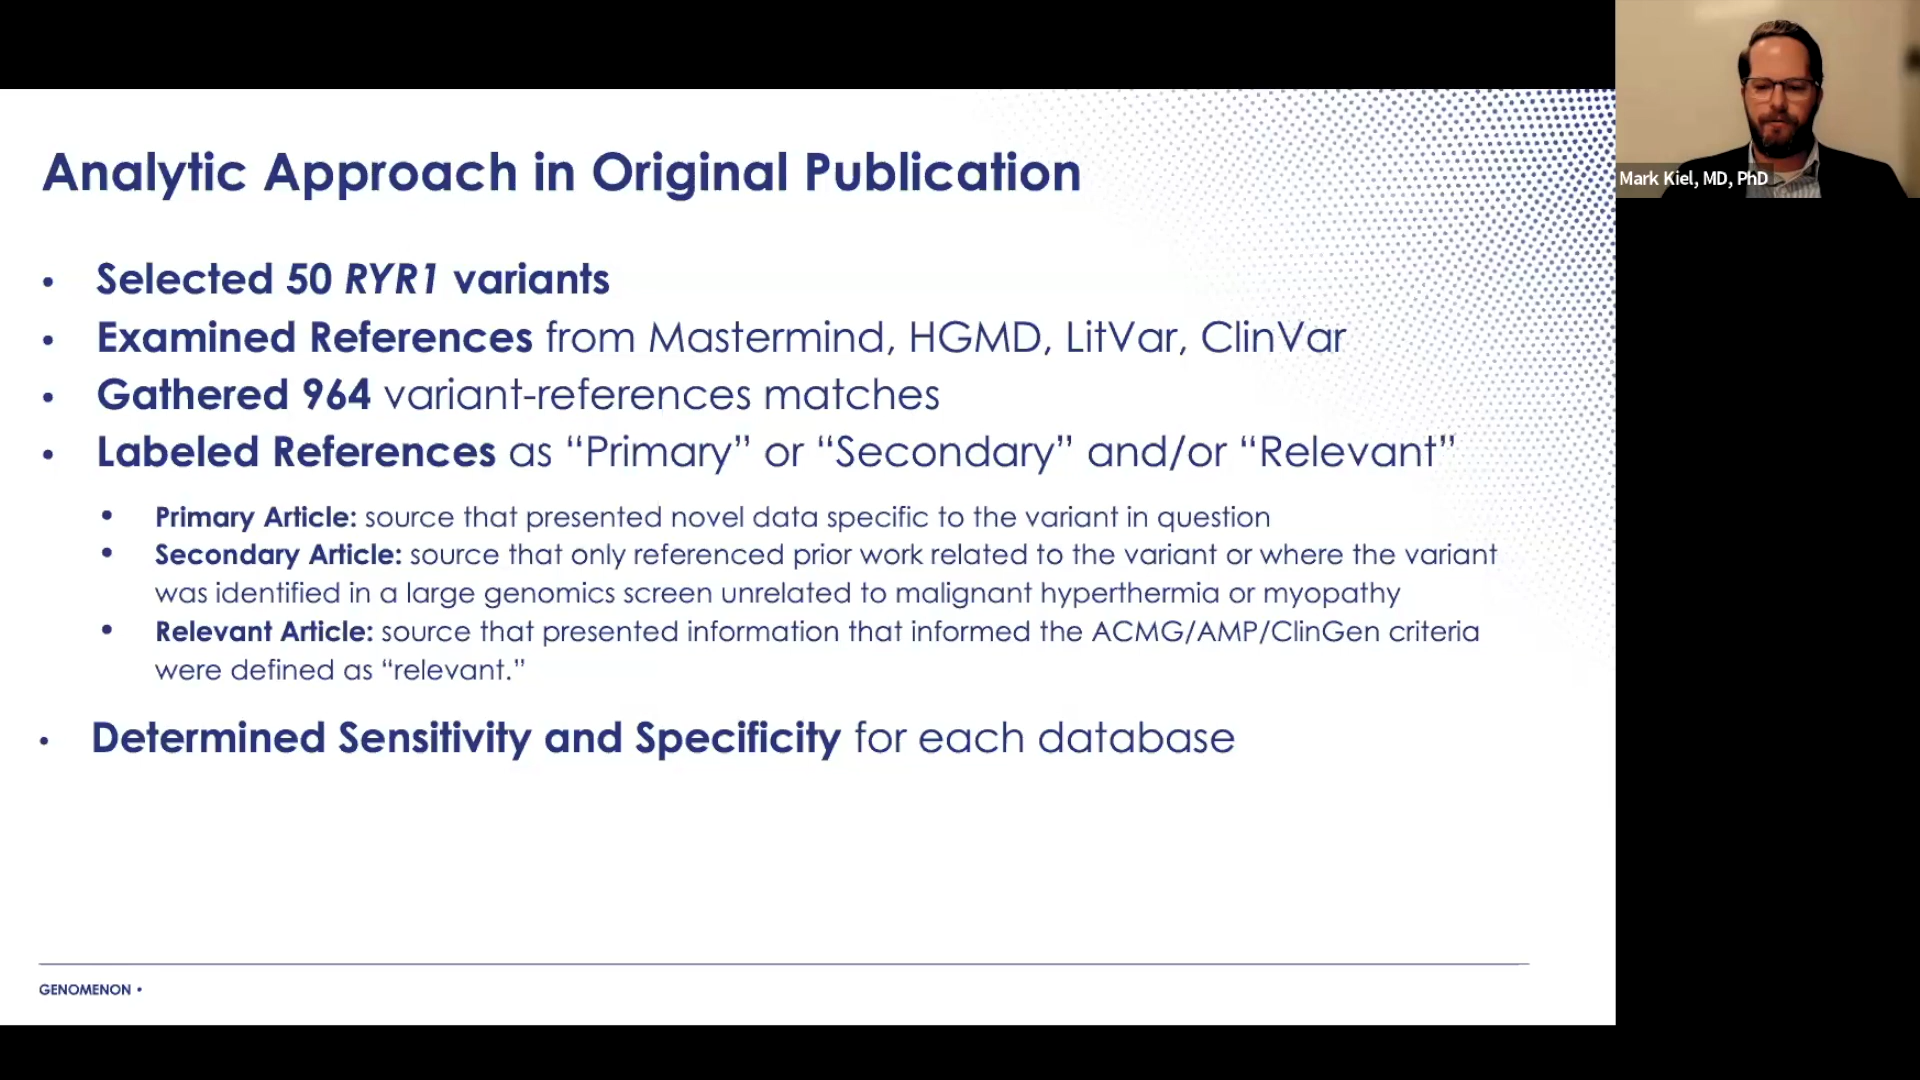 Analytic Approach in Original Publication
• Selected 50 RYR1 variants
• Examined References from Mastermind, HGMD, LitVar, ClinVar
• Gathered 964 variant-references matches
• Labeled References as “Primary” or “Secondary” and/or “Relevant”
• Primary Article: source that presented novel data specific to the variant in question
• Secondary Article: source that only referenced prior work related to the variant or where the variant
was identified in a large genomics screen unrelated to malignant hyperthermia or myopathy
• Relevant Article: source that presented information that informed the ACMG/AMP/ClinGen criteria
were defined as “relevant.”
• Determined Sensitivity and Specificity for each database
GENOMENON •
Mark Kiel, MD, PhD